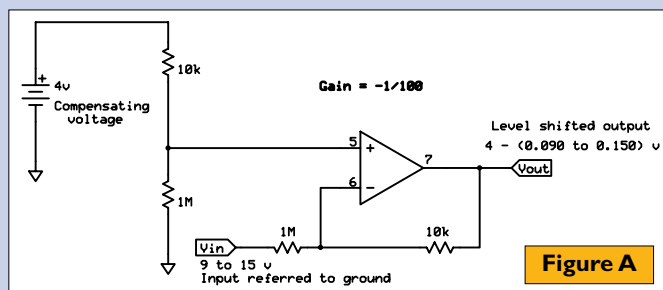 10k
+
4v
Compensating
voltage
Gain = -1/100
Level shifted output
4 - (0.090 to 0.150) v
5
+
7
Vout
6
-
1M
1M
10k
Vin
9 to 15 v
Input referred to ground
Figure A